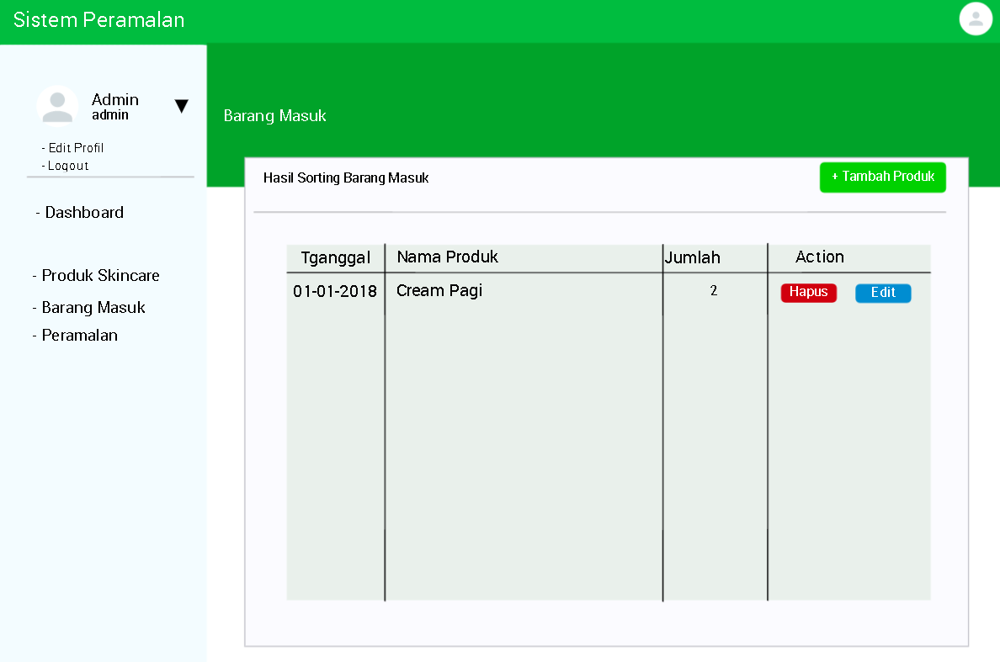 Sistem Peramalan
Admin
admin
- Edit Profil
- Logout
- Dashboard
- Produk Skincare
- Barang Masuk
- Peramalan
Barang Masuk
Hasil Sorting Barang Masuk
+ Tambah Produk
Tganggal Nama Produk Jumlah Action
01-01-2018 Cream Pagi 2 Hapus Edit